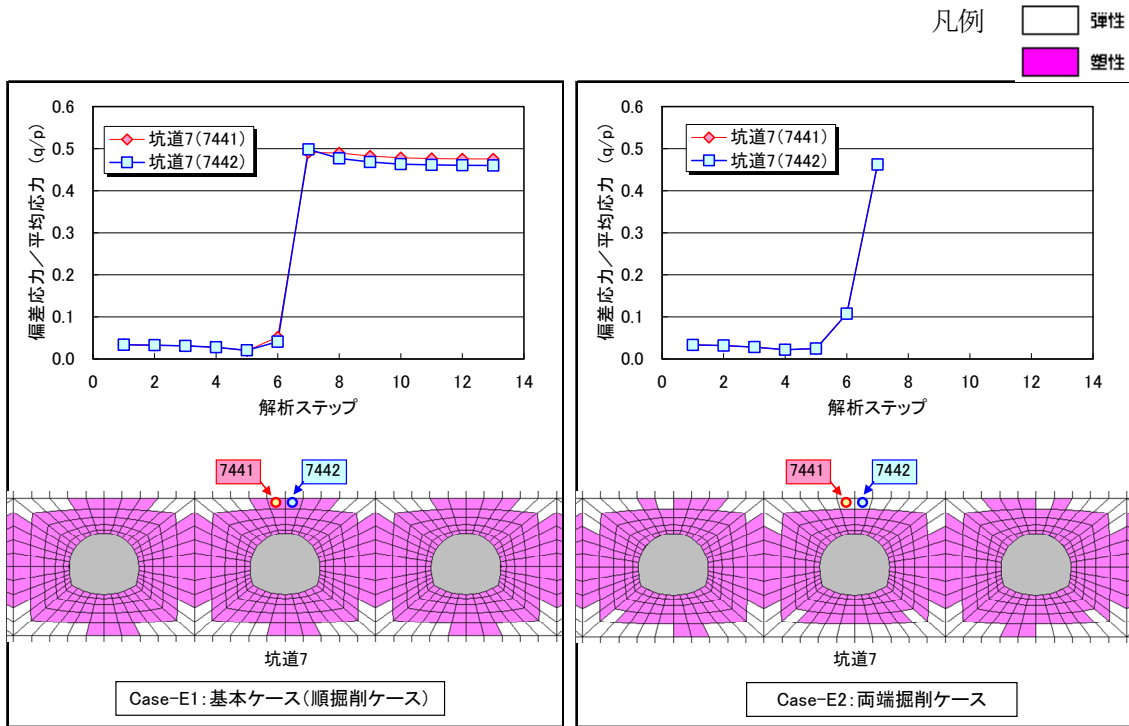 凡例
弾性
塑性
偏差応力/平均応力 (q/p)
0.6
0.5
0.4
0.3
0.2
0.1
0.0
坑道7(7441)
坑道7(7442)
0 2 4 6 8 10 12 14
解析ステップ
7441
7442
坑道7
Case-E1:基本ケース(順掘削ケース)
偏差応力/平均応力 (q/p)
0.6
0.5
0.4
0.3
0.2
0.1
0.0
坑道7(7441)
坑道7(7442)
0 2 4 6 8 10 12 14
解析ステップ
7441
7442
坑道7
Case-E2:両端掘削ケース